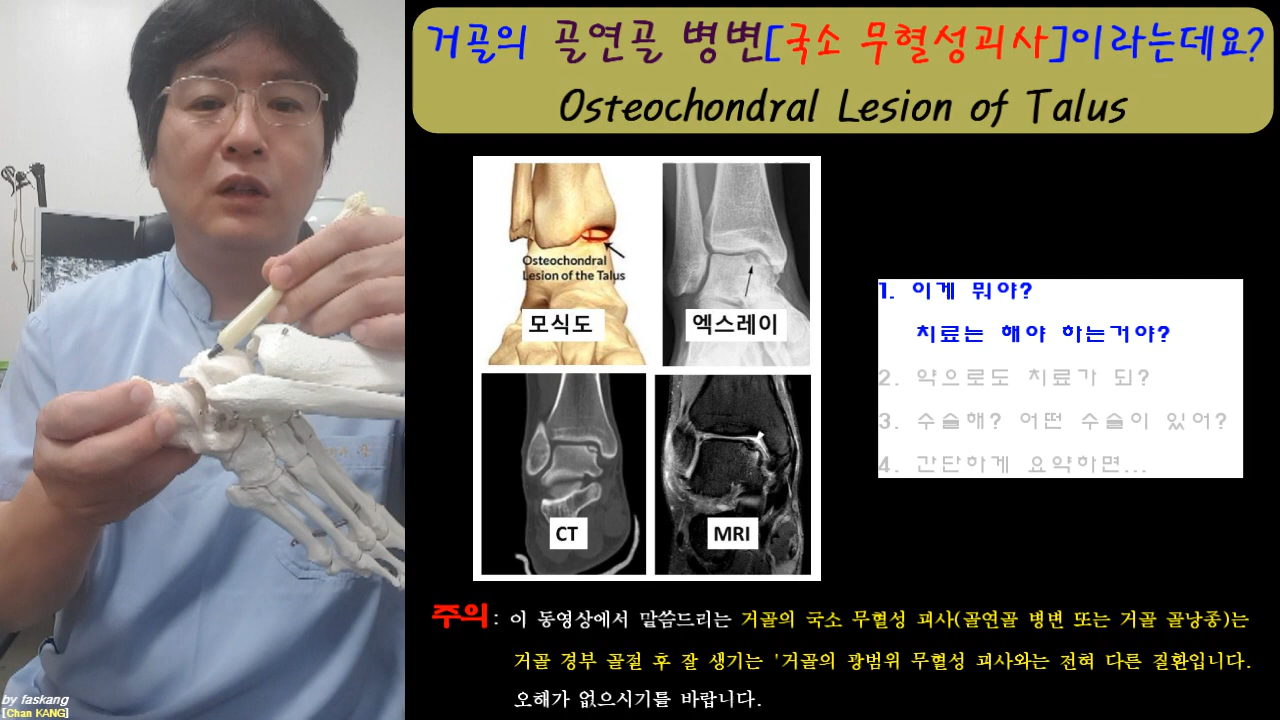 거골의 골연골 병변[국소 무혈성괴사]이라는데요?
Osteochondral Lesion of Talus
Osteochondral
Lesion of the Talus
모식도
엑스레이
CT
MRI
1. 이게 뭐야?
치료는 해야 하는거야?
2. 약으로도 치료가 되?
3. 수술해? 어떤 수술이 있어?
4. 간단하게 요약하면...
주의: 이 동영상에서 말씀드리는 거골의 국소 무혈성 괴사(골연골 병변 또는 거골 골낭종)는
거골 경부 골절 후 잘 생기는 '거골의 광범위 무혈성 괴사와는 전혀 다른 질환입니다.
오해가 없으시기를 바랍니다.
by faskang
[Chan KANG]